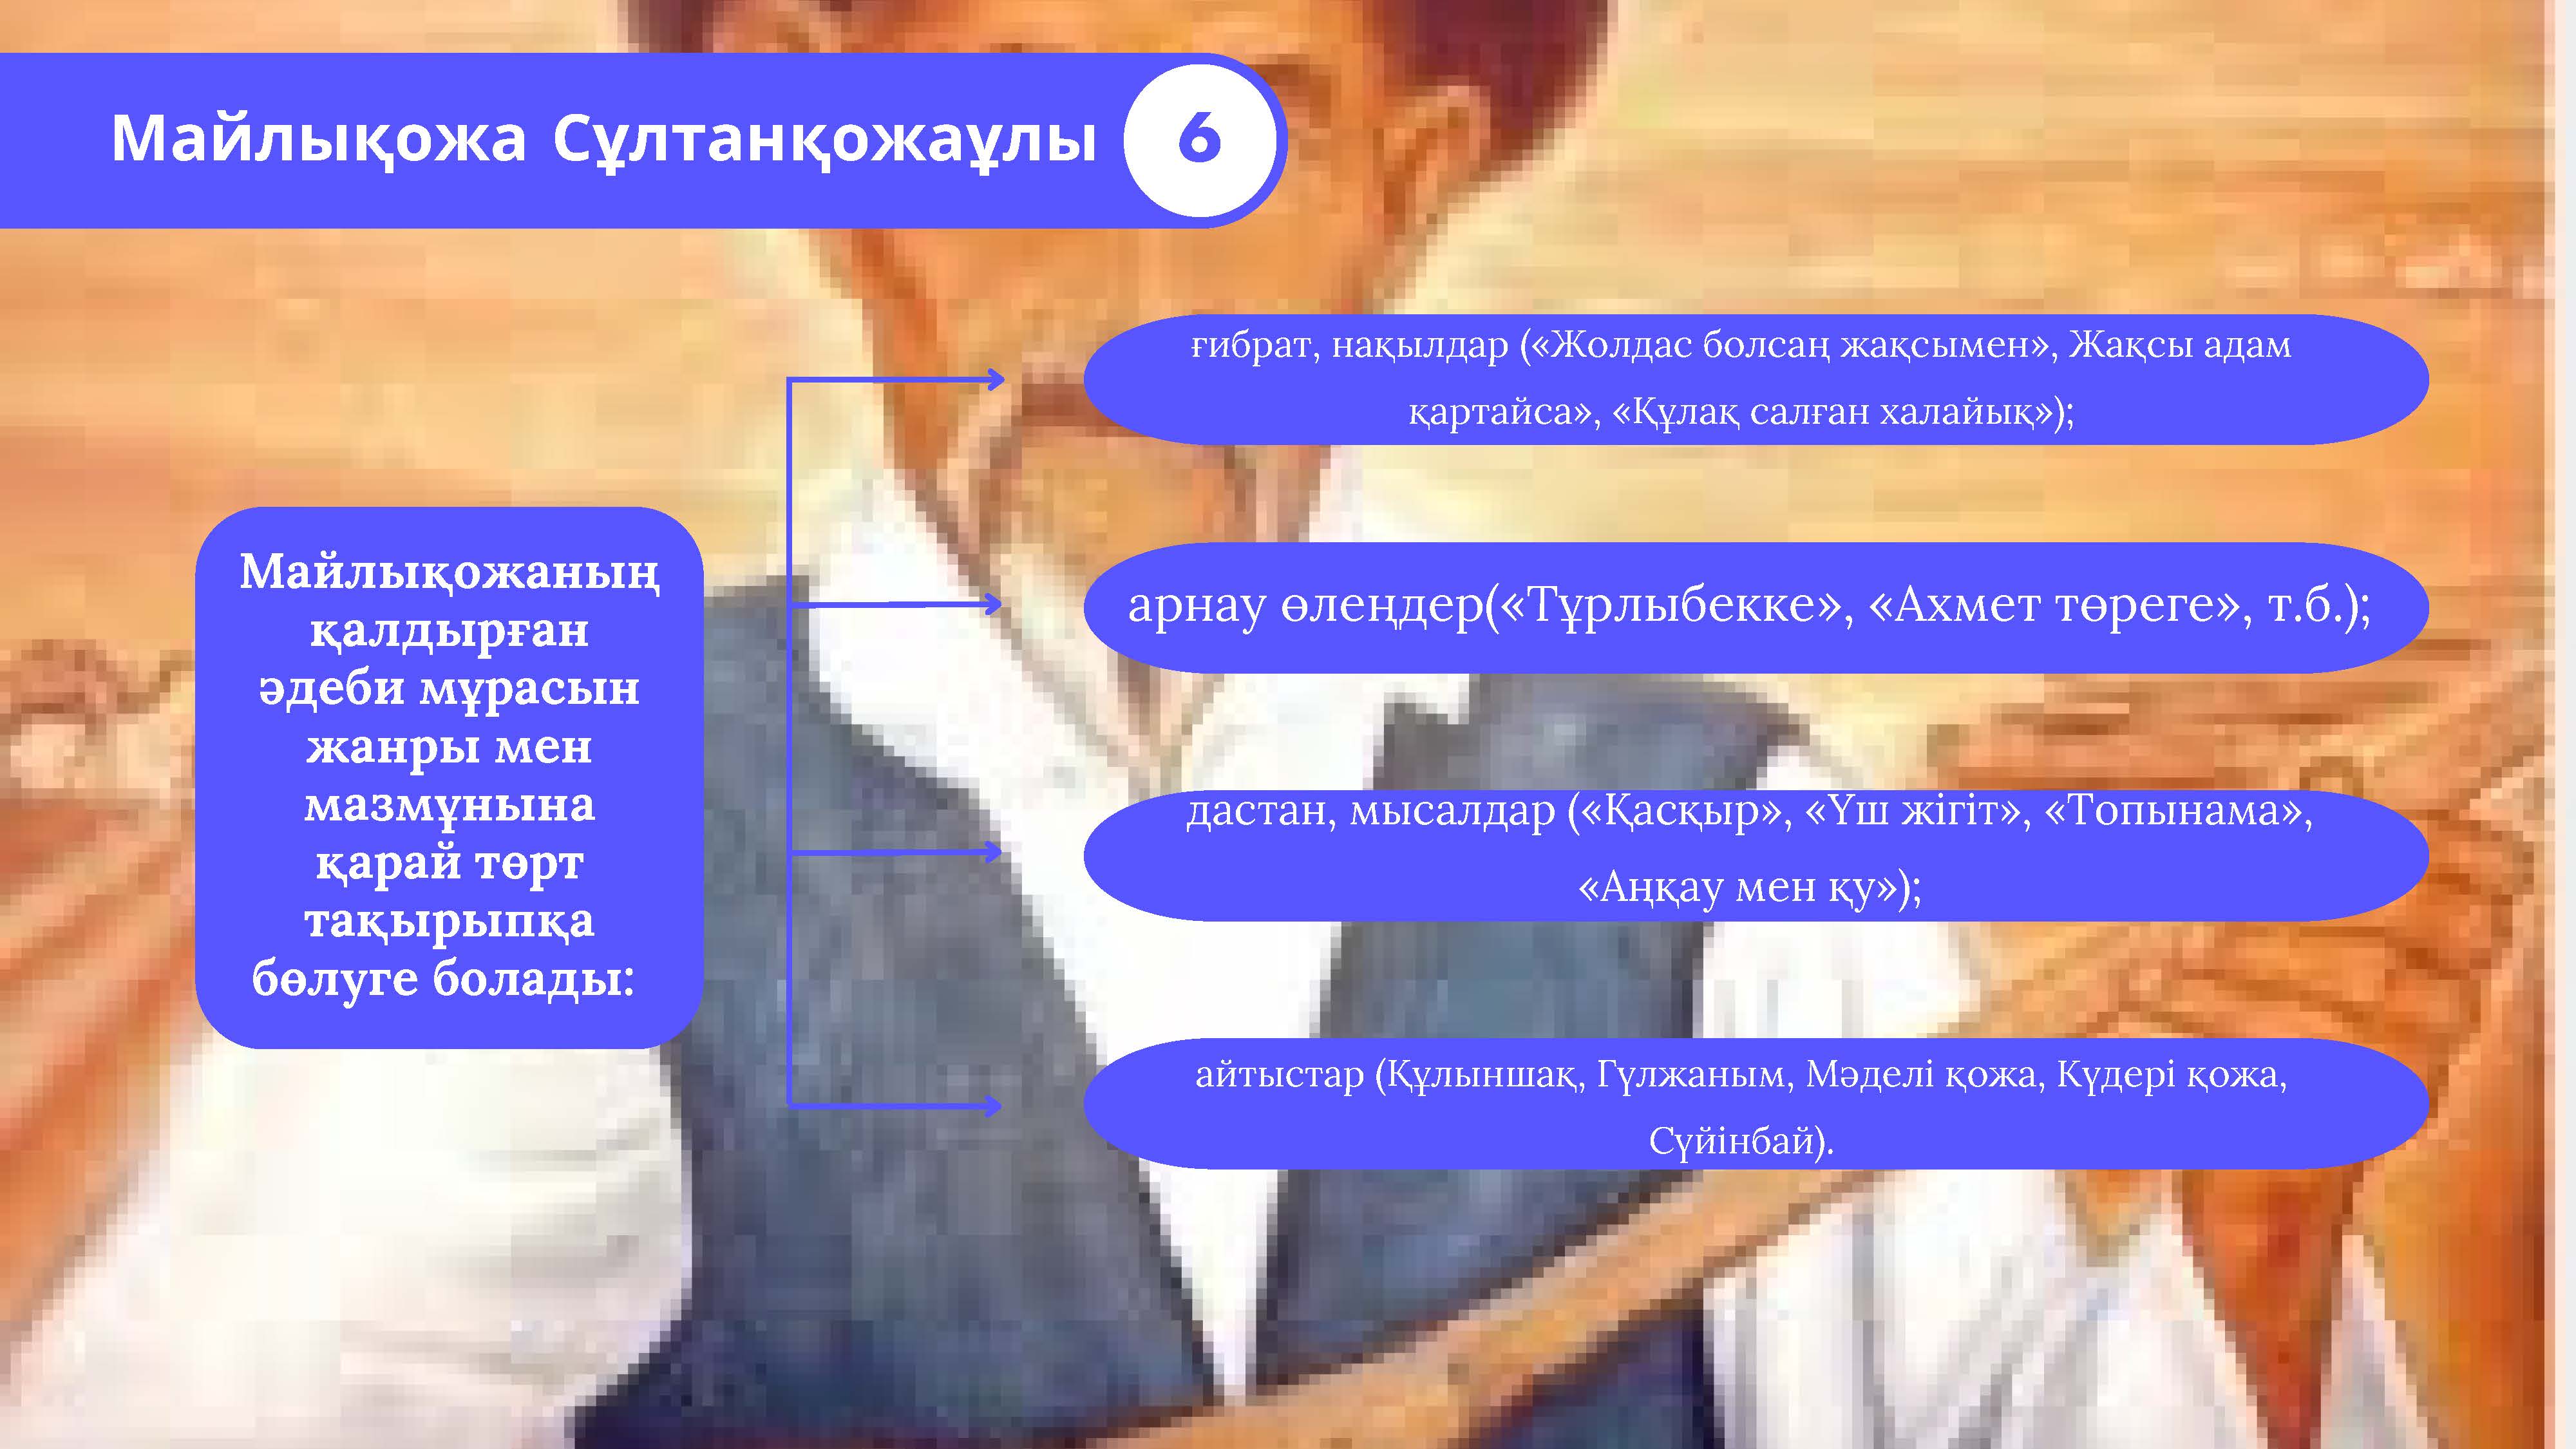 Майлықожа Сұлтанқожаұлы
6
ғибрат, нақылдар («Жолдас болсаң жақсымен», Жақсы адам
қартайса», «Құлақ салған халайық»);
Майлықожаның
қалдырған
әдеби мұрасын
жанры мен
мазмұнына
қарай төрт
тақырыпқа
бөлуге болады:
арнау өлеңдер(«Тұрлыбекке», «Ахмет төреге», т.б.);
дастан, мысалдар («Қасқыр», «Үш жігіт», «Топынама»,
«Аңқау мен қу»);
айтыстар (Құлыншақ, Гүлжаным, Мәделі қожа, Күдері қожа,
Сүйінбай).